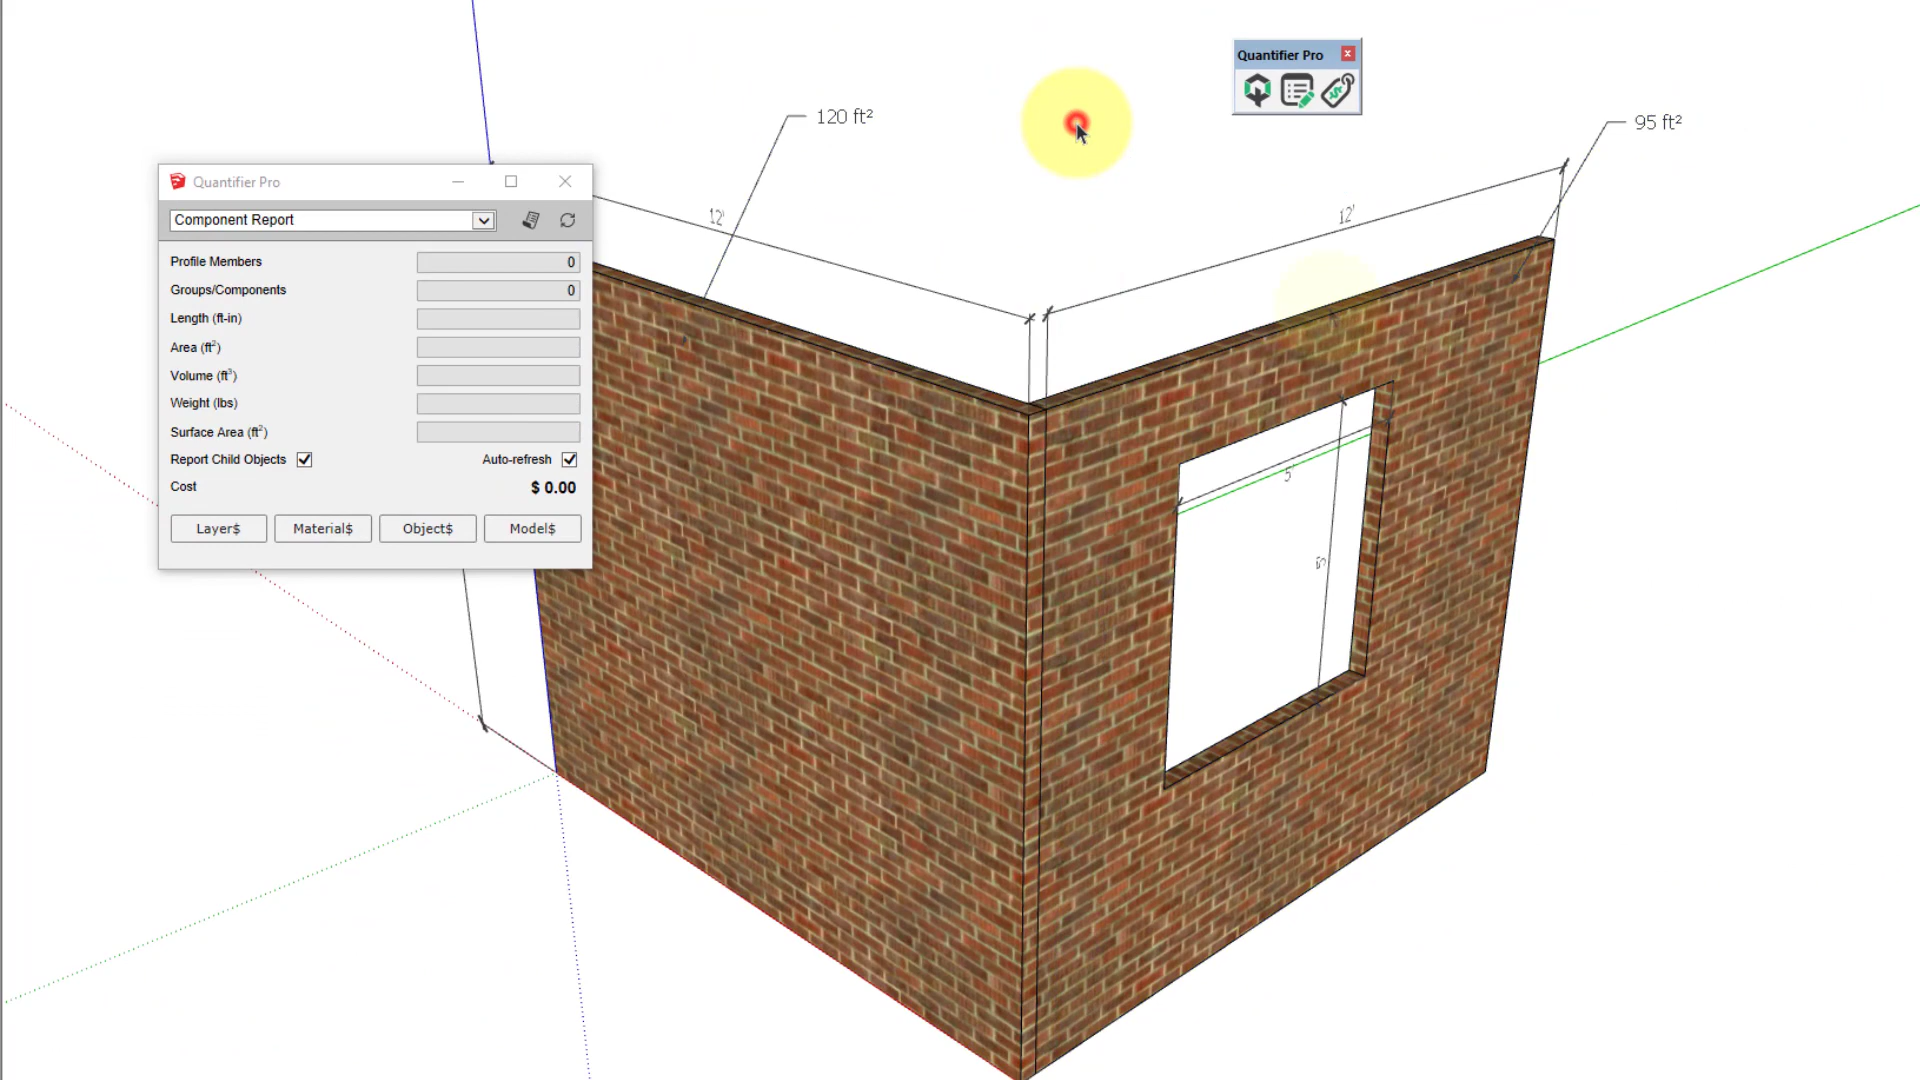 Quantifier Pro
120 ft²
95 ft²
Quantifier Pro
Component Report
12'
12'
Profile Members 0
Groups/Components 0
Length (ft-in)
Area (ft²)
Volume (ft³)
Weight (lbs)
Surface Area (ft²)
Report Child Objects Auto-refresh
Cost $ 0.00
Layer$ Material$ Object$ Model$
5'
5'